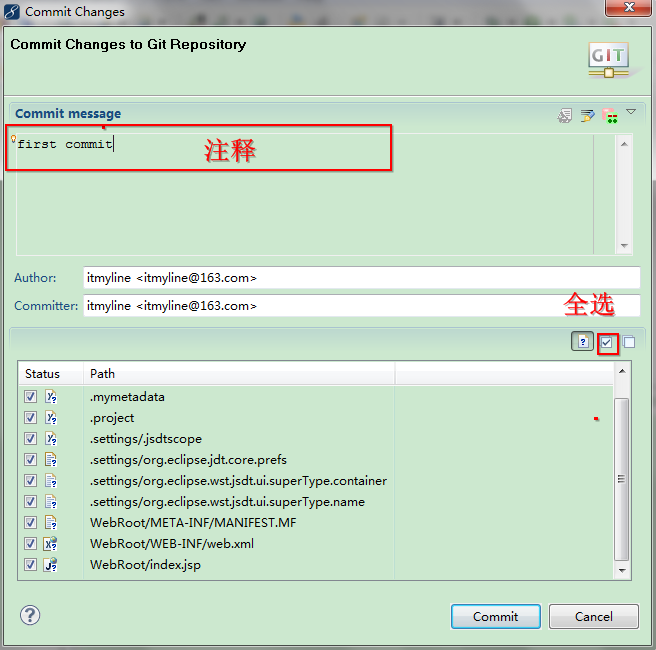 Commit Changes
Commit Changes to Git Repository
GIT
Commit message
first commit
注释
Author: itmyline <itmyline@163.com>
Committer: itmyline <itmyline@163.com>
全选
Status Path
.mymetadata
.project
.settings/.jsdtscope
.settings/org.eclipse.jdt.core.prefs
.settings/org.eclipse.wst.jsdt.ui.superType.container
.settings/org.eclipse.wst.jsdt.ui.superType.name
WebRoot/META-INF/MANIFEST.MF
WebRoot/WEB-INF/web.xml
WebRoot/index.jsp
Commit Cancel